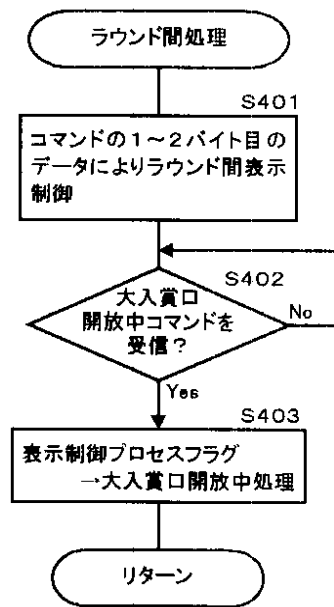 ラウンド間処理
S401
コマンドの1～2バイト目の
データによりラウンド間表示
制御
S402
大入賞口
開放中コマンドを
受信？
No
Yes
S403
表示制御プロセスフラグ
→大入賞口開放中処理
リターン